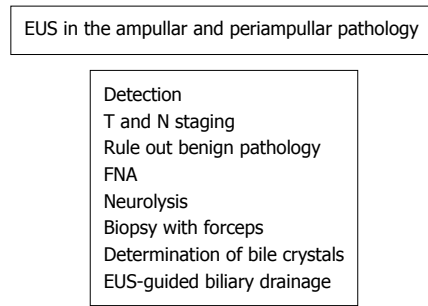 EUS in the ampullar and periampullar pathology
Detection
T and N staging
Rule out benign pathology
FNA
Neurolysis
Biopsy with forceps
Determination of bile crystals
EUS-guided biliary drainage